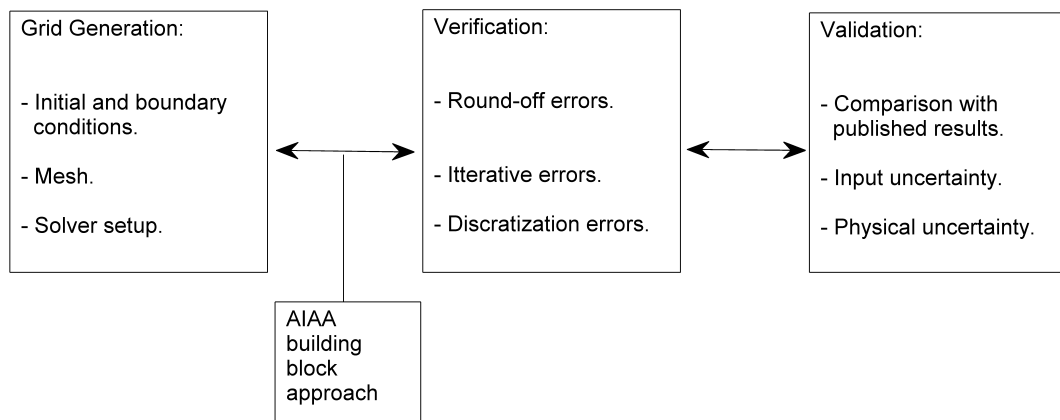 Grid Generation:
- Initial and boundary
conditions.
- Mesh.
- Solver setup.
Verification:
- Round-off errors.
- Itterative errors.
- Discratization errors.
Validation:
- Comparison with
published results.
- Input uncertainty.
- Physical uncertainty.
AIAA
building
block
approach